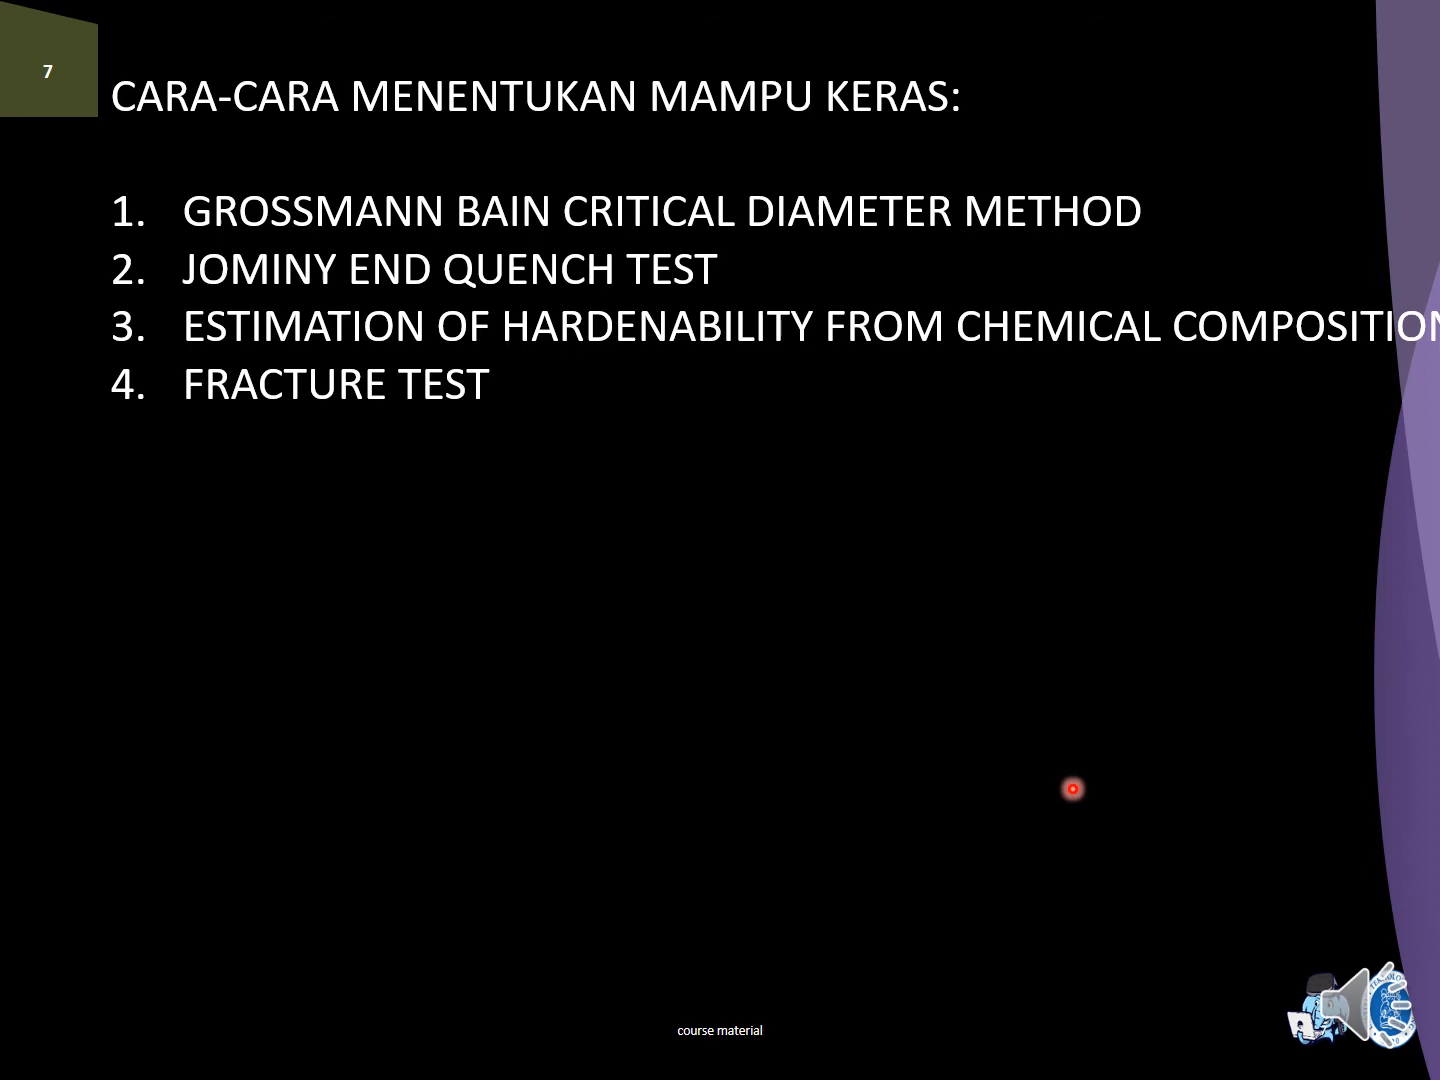 7
CARA-CARA MENENTUKAN MAMPU KERAS:
1. GROSSMANN BAIN CRITICAL DIAMETER METHOD
2. JOMINY END QUENCH TEST
3. ESTIMATION OF HARDENABILITY FROM CHEMICAL COMPOSITION
4. FRACTURE TEST
course material